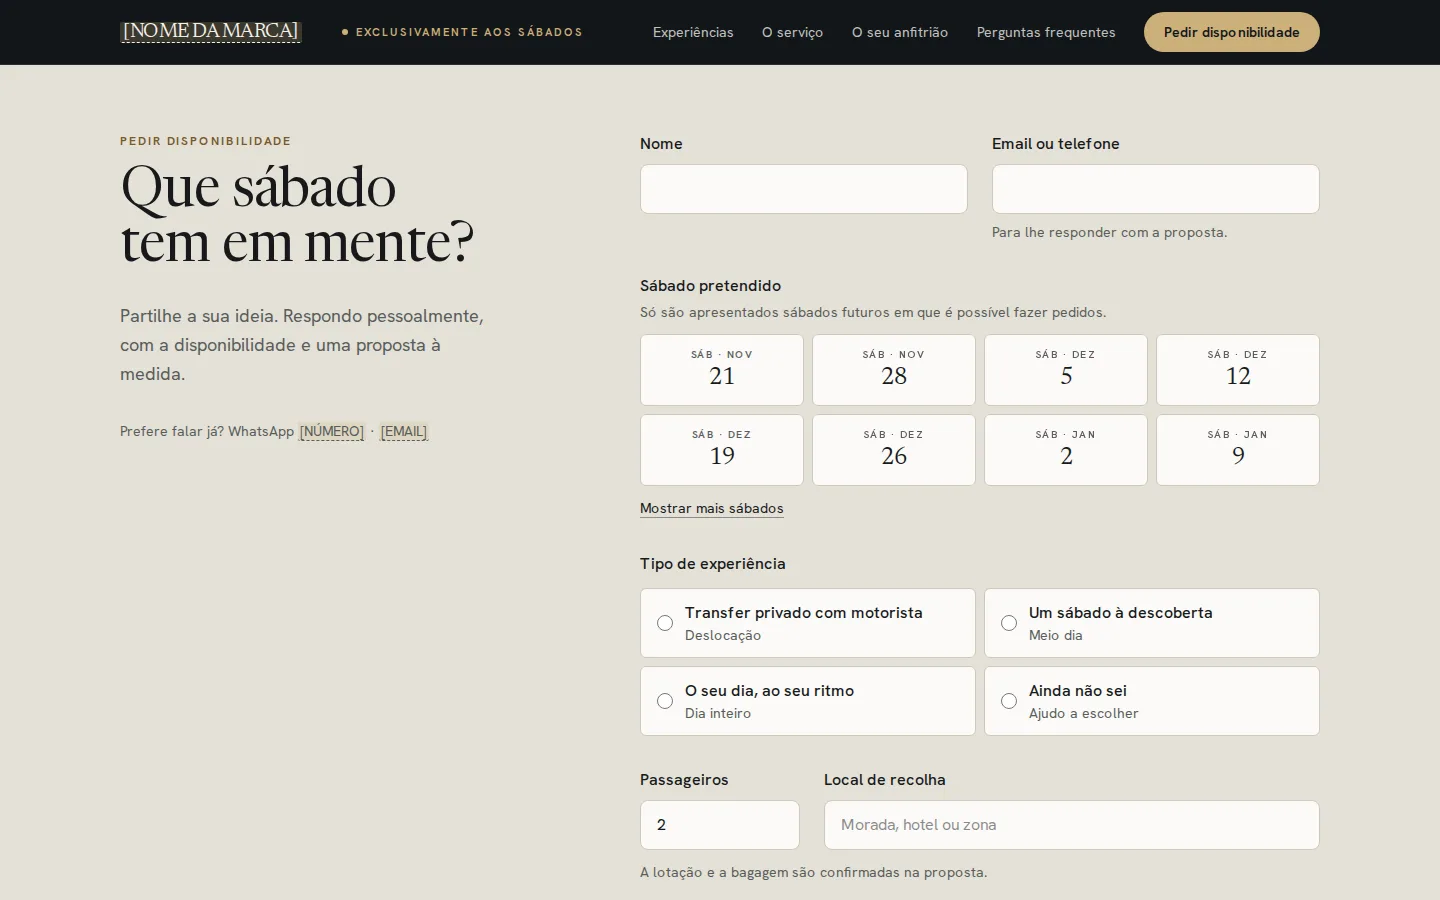 [NOME DA MARCA]
EXCLUSIVAMENTE AOS SÁBADOS
Experiências
O serviço
O seu anfitrião
Perguntas frequentes
Pedir disponibilidade
PEDIR DISPONIBILIDADE
Que sábado
tem em mente?
Partilhe a sua ideia. Respondo pessoalmente,
com a disponibilidade e uma proposta à
medida.
Prefere falar já? WhatsApp [NÚMERO] · [EMAIL]
Nome
Email ou telefone
Para lhe responder com a proposta.
Sábado pretendido
Só são apresentados sábados futuros em que é possível fazer pedidos.
SÁB · NOV
21
SÁB · NOV
28
SÁB · DEZ
5
SÁB · DEZ
12
SÁB · DEZ
19
SÁB · DEZ
26
SÁB · JAN
2
SÁB · JAN
9
Mostrar mais sábados
Tipo de experiência
Transfer privado com motorista
Deslocação
Um sábado à descoberta
Meio dia
O seu dia, ao seu ritmo
Dia inteiro
Ainda não sei
Ajudo a escolher
Passageiros
2
Local de recolha
Morada, hotel ou zona
A lotação e a bagagem são confirmadas na proposta.